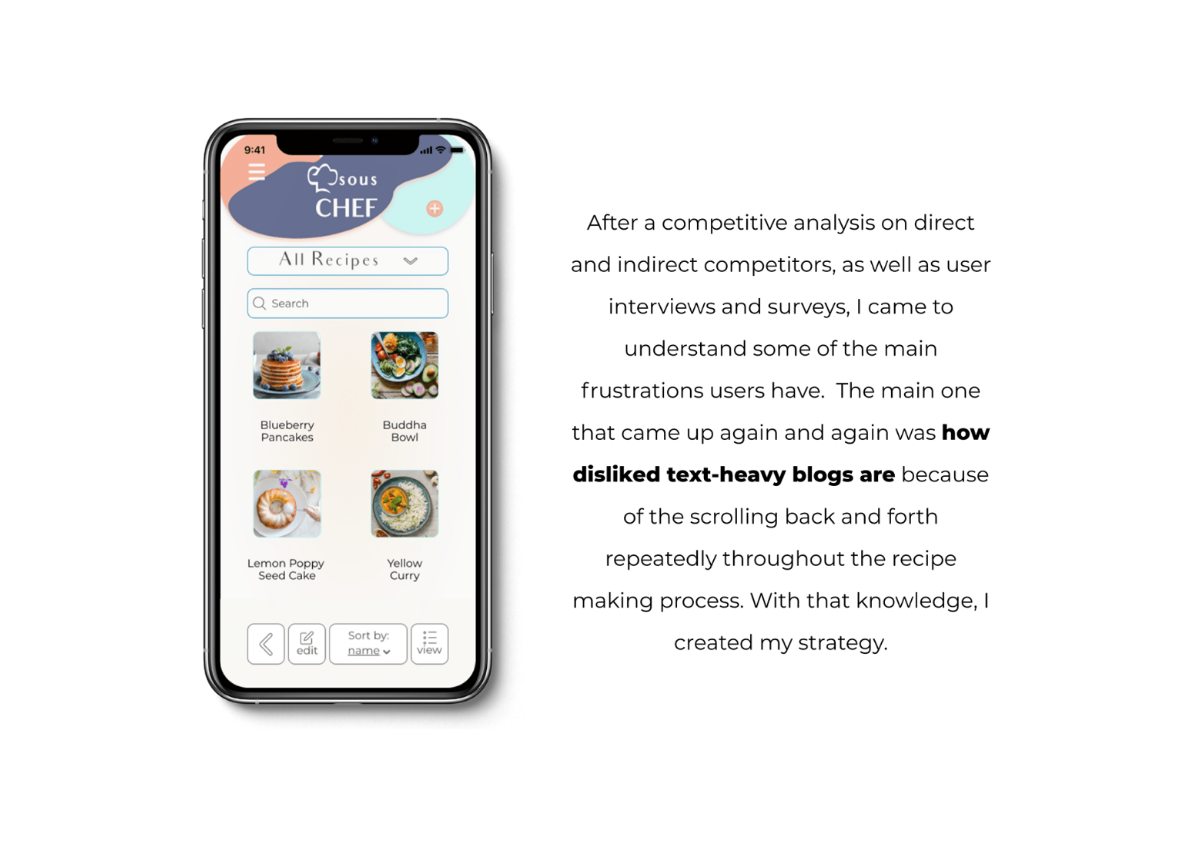 9:41
sous
CHEF
All Recipes
Search
Blueberry
Pancakes
Buddha
Bowl
Lemon Poppy
Seed Cake
Yellow
Curry
edit
Sort by:
name
view
After a competitive analysis on direct
and indirect competitors, as well as user
interviews and surveys, I came to
understand some of the main
frustrations users have.  The main one
that came up again and again was how
disliked text-heavy blogs are because
of the scrolling back and forth
repeatedly throughout the recipe
making process. With that knowledge, I
created my strategy.